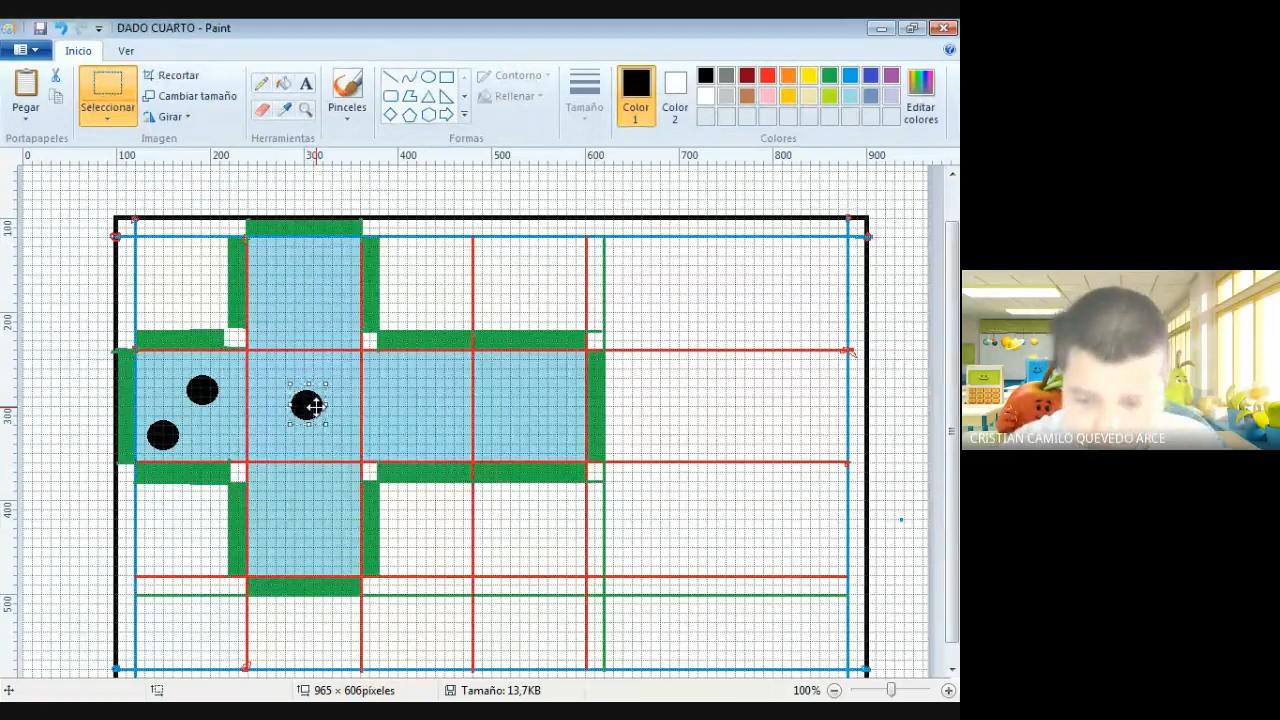 DADO CUARTO - Paint
Inicio
Ver
Pegar
Portapapeles
Seleccionar
Recortar
Cambiar tamaño
Girar
Imagen
A
Herramientas
Pinceles
Contorno
Rellenar
Formas
Tamaño
Color 1
Color 2
Editar colores
Colores
0 100 200 300 400 500 600 700 800 900
100
200
300
400
500
CRISTIAN CAMILO QUEVEDO ARCE
965 × 606píxeles
Tamaño: 13,7KB
100%